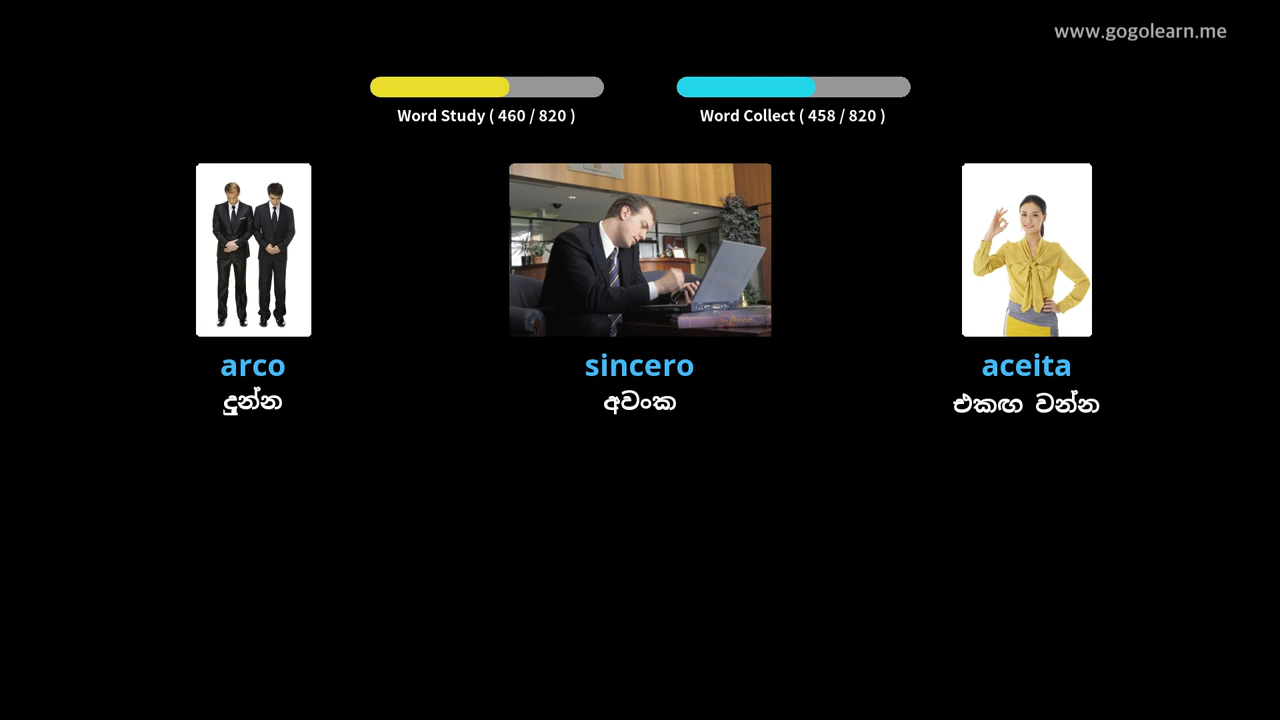 www.gogolearn.me
Word Study ( 460 / 820 )
Word Collect ( 458 / 820 )
arco
දුන්න
sincero
අවංක
aceita
එකඟ වන්න